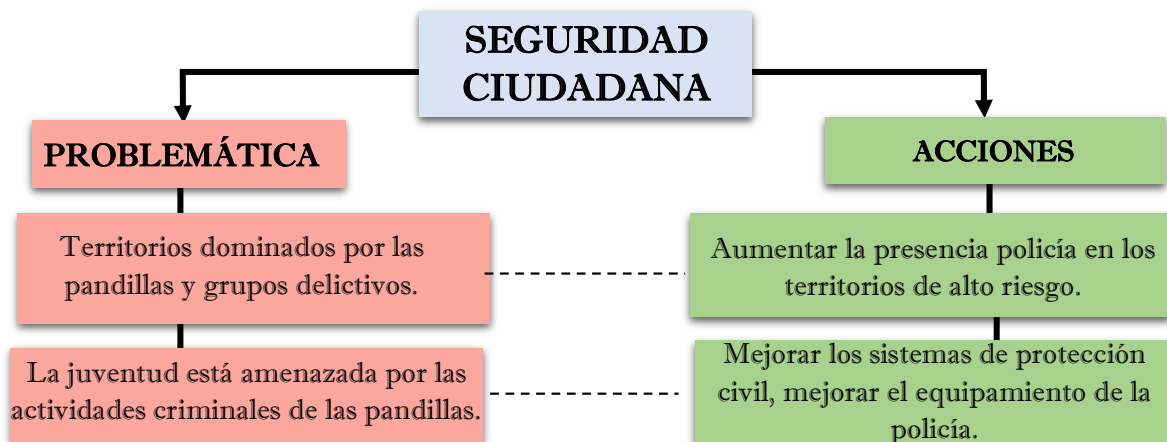 SEGURIDAD
CIUDADANA
PROBLEMÁTICA
ACCIONES
Territorios dominados por las
pandillas y grupos delictivos.
Aumentar la presencia policía en los
territorios de alto riesgo.
La juventud está amenazada por las
actividades criminales de las pandillas.
Mejorar los sistemas de protección
civil, mejorar el equipamiento de la
policía.